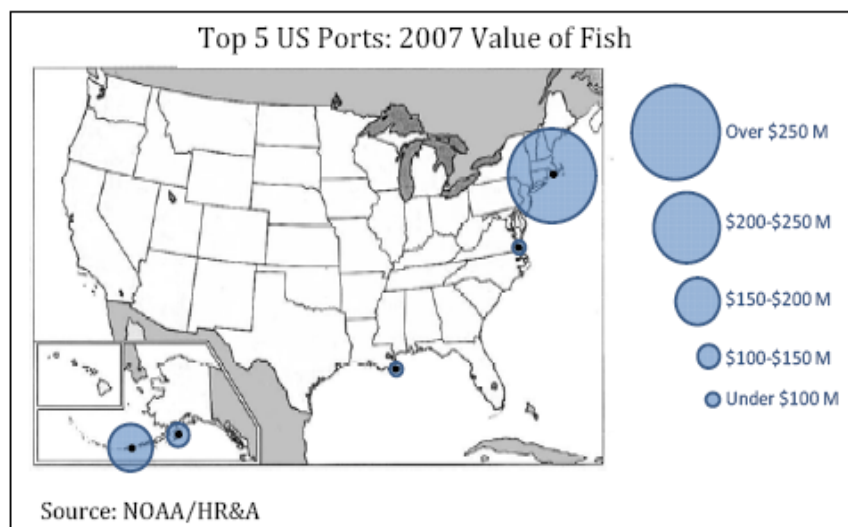 Top 5 US Ports: 2007 Value of Fish
Over $250 M
$200-$250 M
$150-$200 M
$100-$150 M
Under $100 M
Source: NOAA/HR&A